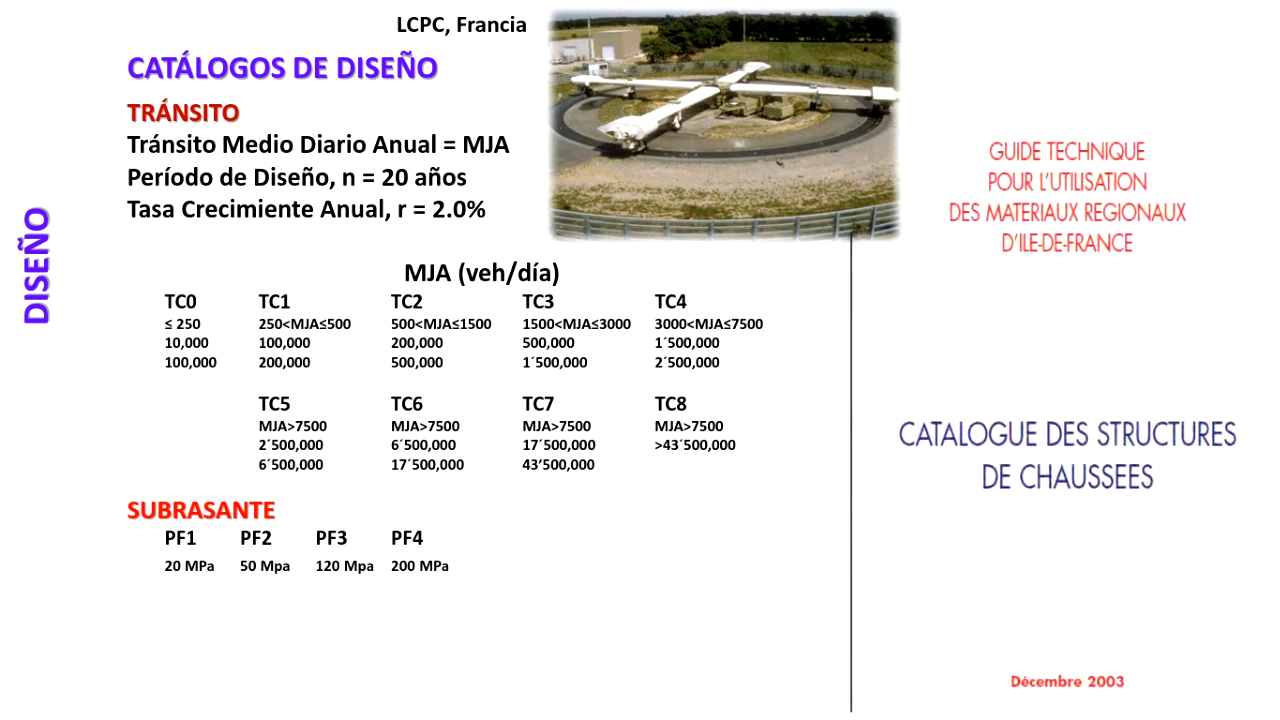 LCPC, Francia
CATÁLOGOS DE DISEÑO
TRÁNSITO
Tránsito Medio Diario Anual = MJA
Período de Diseño, n = 20 años
Tasa Crecimiente Anual, r = 2.0%
DISEÑO
MJA (veh/día)
TC0 TC1 TC2 TC3 TC4
≤ 250 250<MJA≤500 500<MJA≤1500 1500<MJA≤3000 3000<MJA≤7500
10,000 100,000 200,000 500,000 1´500,000
100,000 200,000 500,000 1´500,000 2´500,000
TC5 TC6 TC7 TC8
MJA>7500 MJA>7500 MJA>7500 MJA>7500
2´500,000 6´500,000 17´500,000 >43´500,000
6´500,000 17´500,000 43’500,000
SUBRASANTE
PF1 PF2 PF3 PF4
20 MPa 50 Mpa 120 Mpa 200 MPa
GUIDE TECHNIQUE
POUR L'UTILISATION
DES MATERIAUX REGIONAUX
D'ILE-DE-FRANCE
CATALOGUE DES STRUCTURES
DE CHAUSSEES
Décembre 2003